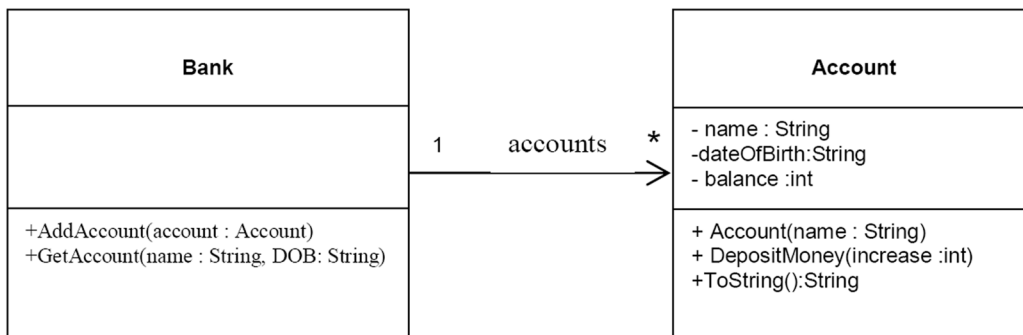 Bank
+AddAccount(account : Account)
+GetAccount(name : String, DOB: String)
1 accounts *
Account
- name : String
-dateOfBirth:String
- balance :int
+ Account(name : String)
+ DepositMoney(increase :int)
+ToString():String